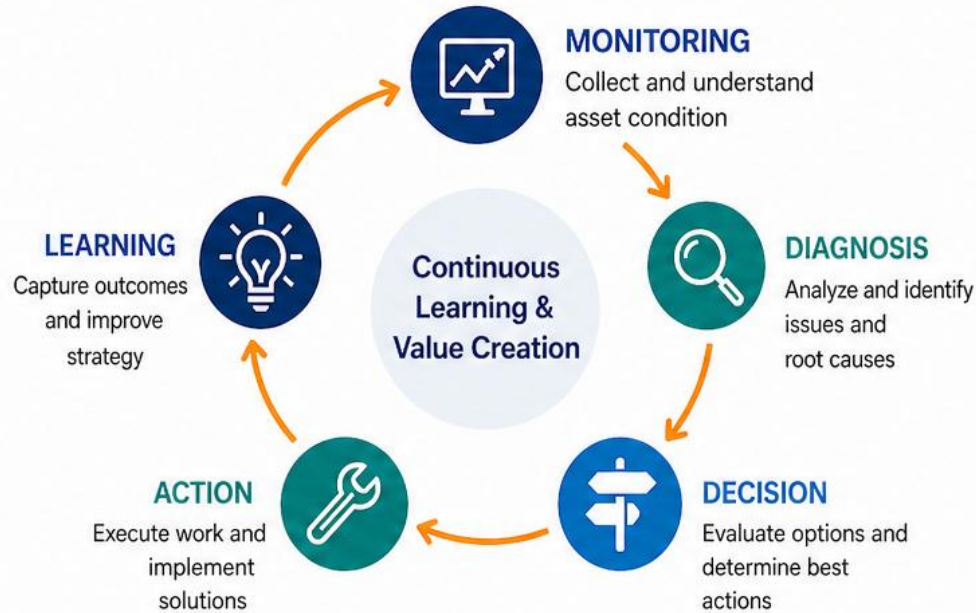 MONITORING
Collect and understand
asset condition
DIAGNOSIS
Analyze and identify
issues and
root causes
DECISION
Evaluate options and
determine best
actions
ACTION
Execute work and
implement
solutions
LEARNING
Capture outcomes
and improve
strategy
Continuous
Learning &
Value Creation